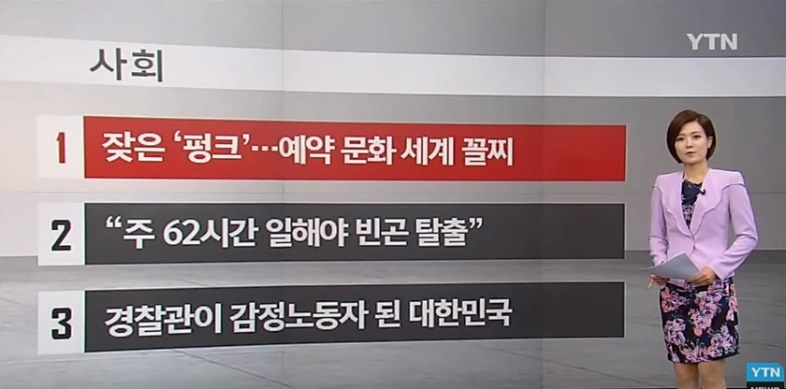 YTN
사회
1 잦은 ‘펑크’…예약 문화 세계 꼴찌
2 “주 62시간 일해야 빈곤 탈출”
3 경찰관이 감정노동자 된 대한민국
YTN
NEWS